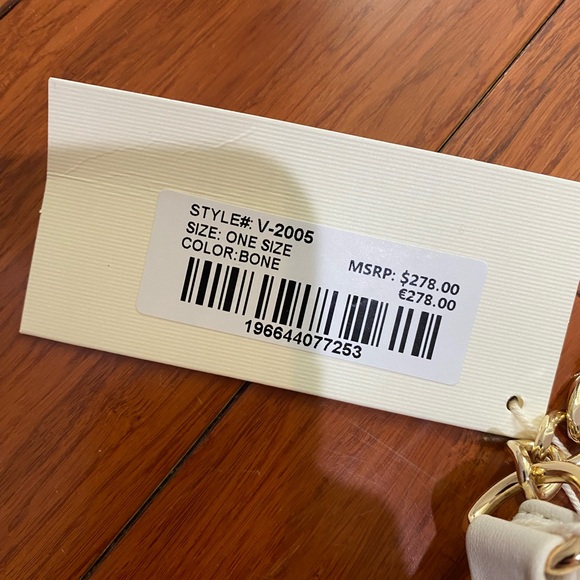 STYLE#: V-2005
SIZE: ONE SIZE
COLOR:BONE
MSRP: $278.00
€278.00
196644077253